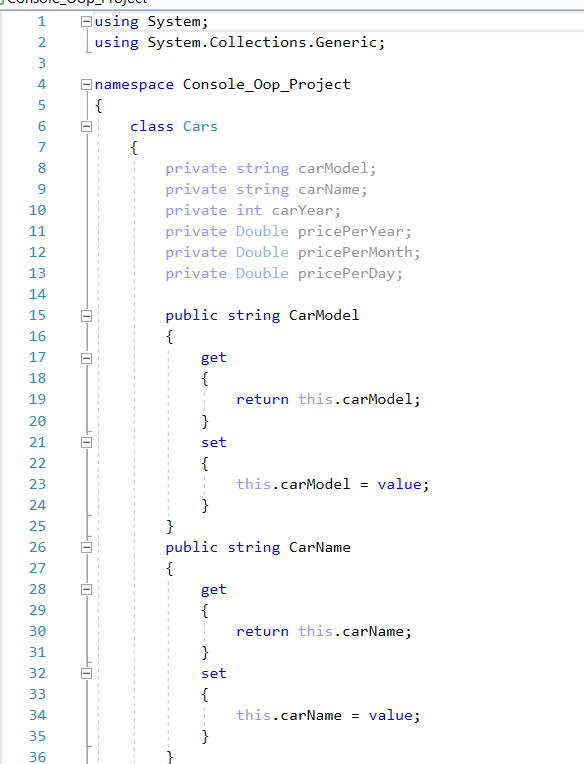 Console_Oop_Project
1 using System;
2 using System.Collections.Generic;
3
4 namespace Console_Oop_Project
5 {
6 class Cars
7 {
8 private string carModel;
9 private string carName;
10 private int carYear;
11 private Double pricePerYear;
12 private Double pricePerMonth;
13 private Double pricePerDay;
14
15 public string CarModel
16 {
17 get
18 {
19 return this.carModel;
20 }
21 set
22 {
23 this.carModel = value;
24 }
25 }
26 public string CarName
27 {
28 get
29 {
30 return this.carName;
31 }
32 set
33 {
34 this.carName = value;
35 }
36 }